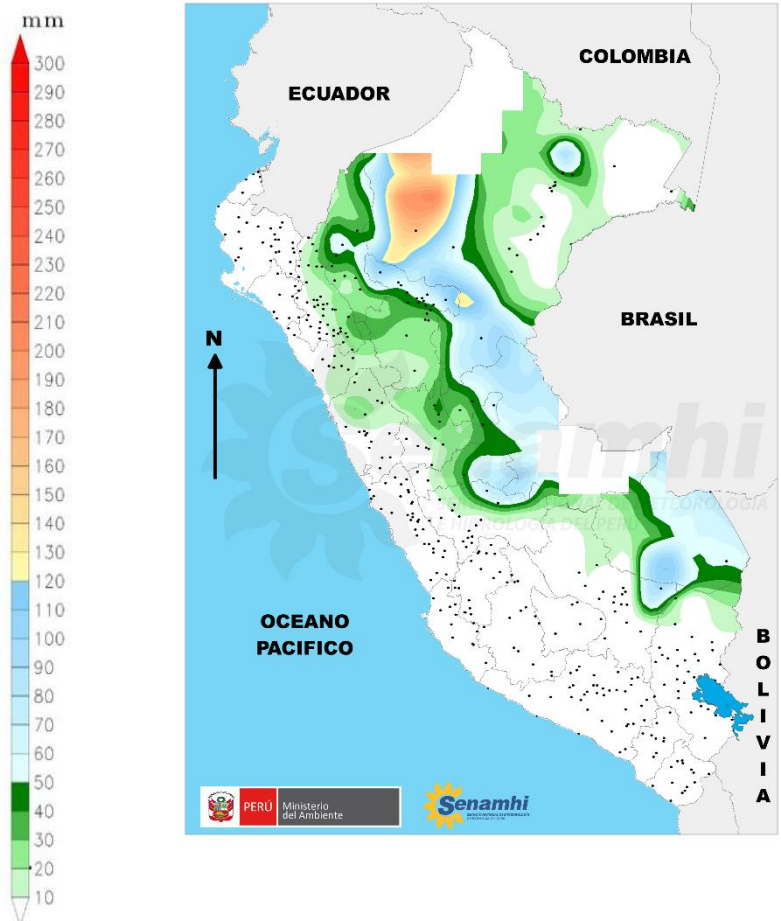 mm
300
290
270
260
250
240
230
220
210
200
190
180
170
160
150
140
130
120
110
100
90
80
70
60
50
40
30
20
10
COLOMBIA
ECUADOR
BRASIL
N
Senamhi
OCEANO
PACIFICO
B
O
L
I
V
I
A
PERÚ
Ministerio
del Ambiente
Senamhi